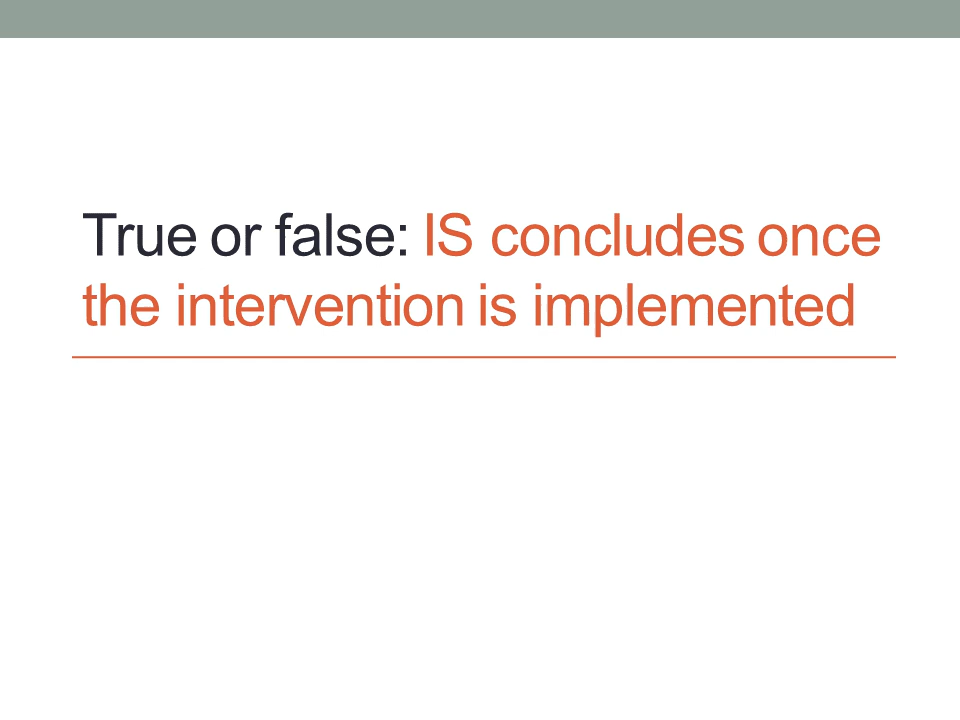 True or false: IS concludes once
the intervention is implemented